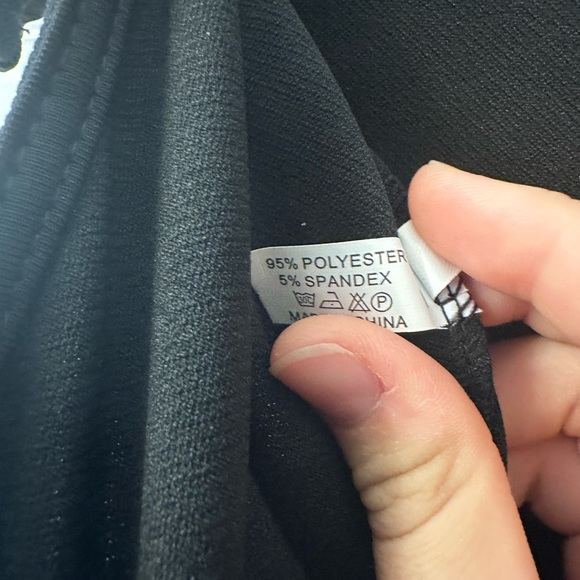 95% POLYESTER
5% SPANDEX
P
CHINA